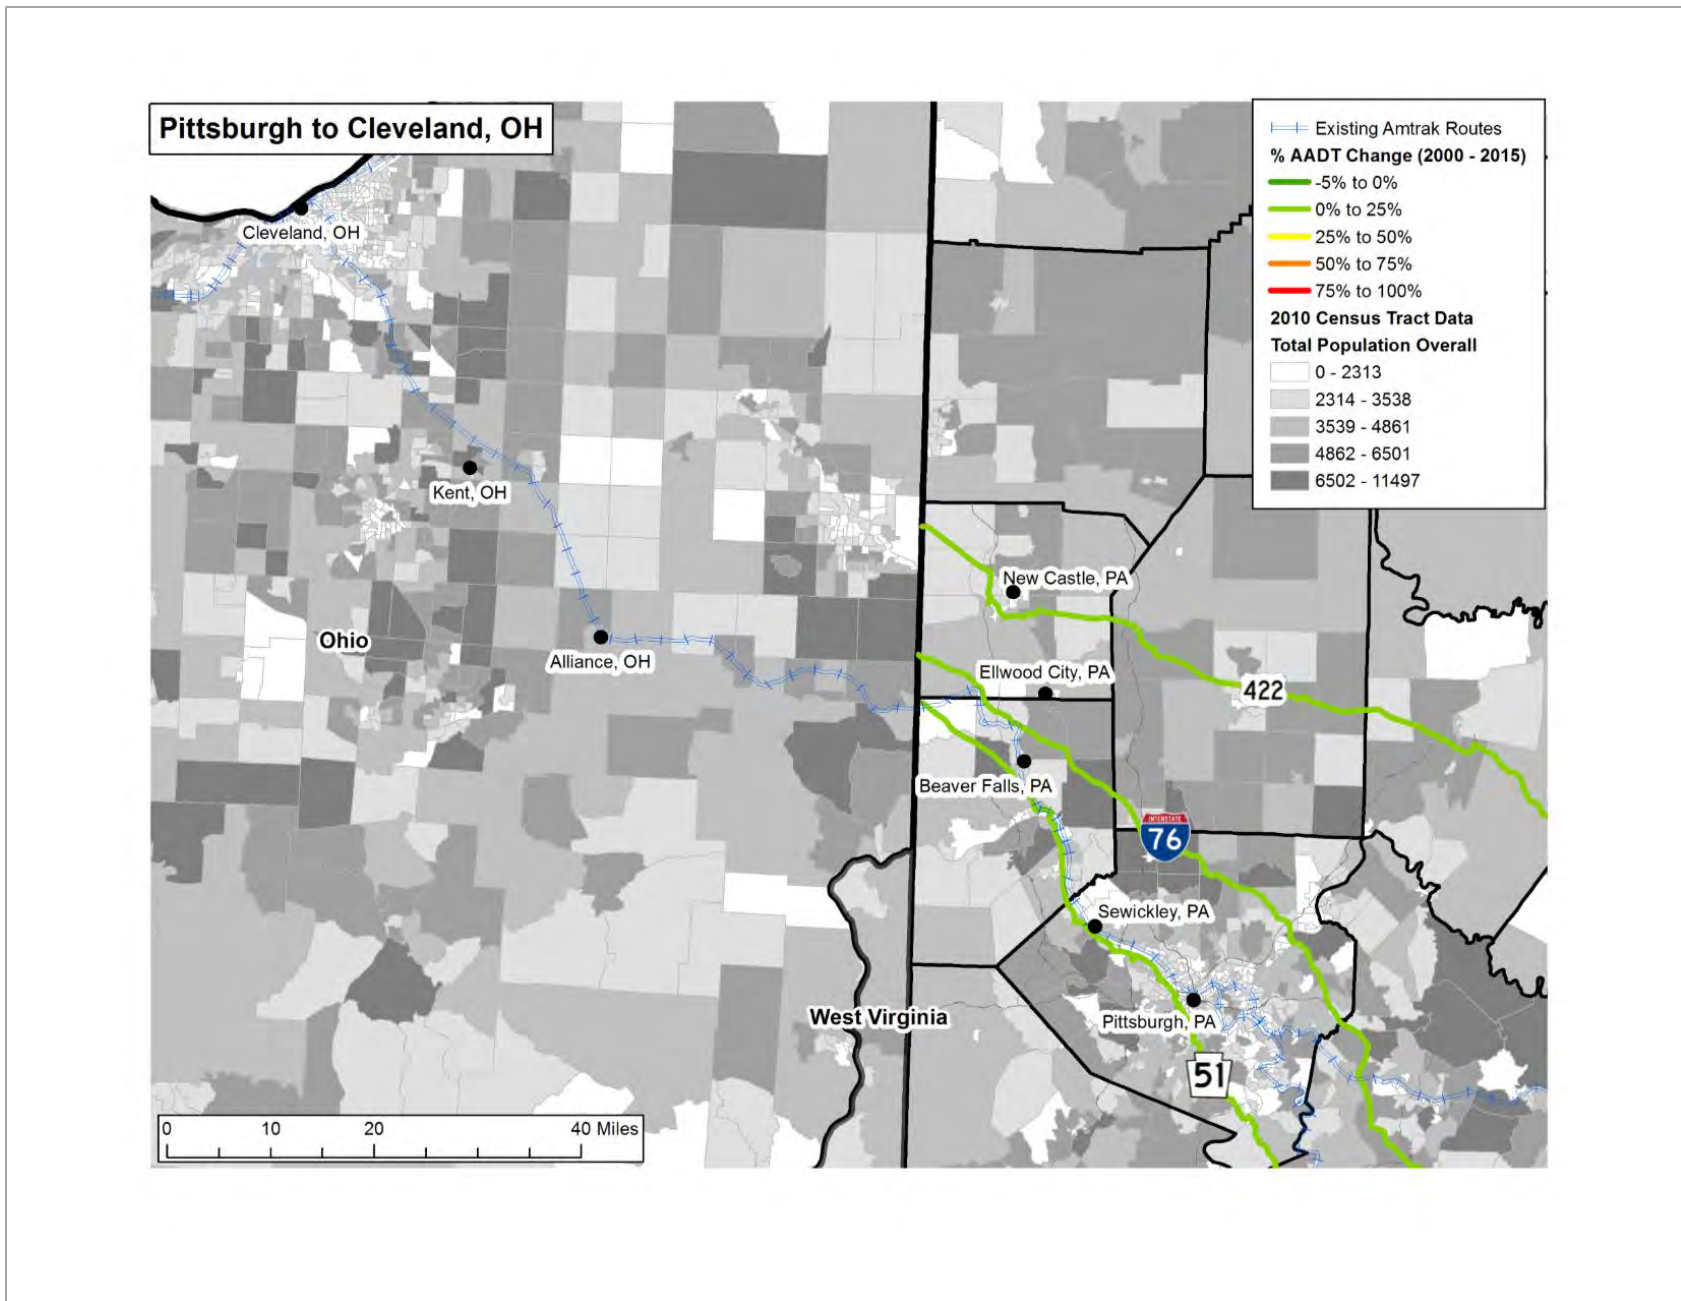 Pittsburgh to Cleveland, OH
Existing Amtrak Routes
% AADT Change (2000 - 2015)
-5% to 0%
0% to 25%
25% to 50%
50% to 75%
75% to 100%
2010 Census Tract Data
Total Population Overall
0 - 2313
2314 - 3538
3539 - 4861
4862 - 6501
6502 - 11497
Cleveland, OH
Kent, OH
New Castle, PA
Ohio
Alliance, OH
Ellwood City, PA
422
Beaver Falls, PA
INTERSTATE
76
Sewickley, PA
West Virginia
Pittsburgh, PA
51
0 10 20 40 Miles